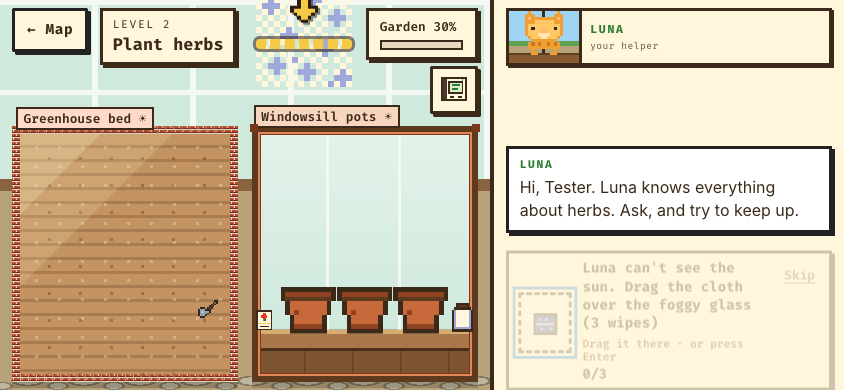 ← Map
LEVEL 2
Plant herbs
Garden 30%
Greenhouse bed ☀
Windowsill pots ☀
LUNA
your helper
LUNA
Hi, Tester. Luna knows everything
about herbs. Ask, and try to keep up.
Luna can't see the
sun. Drag the cloth
over the foggy glass
(3 wipes)
Skip
Drag it there · or press
Enter
0/3